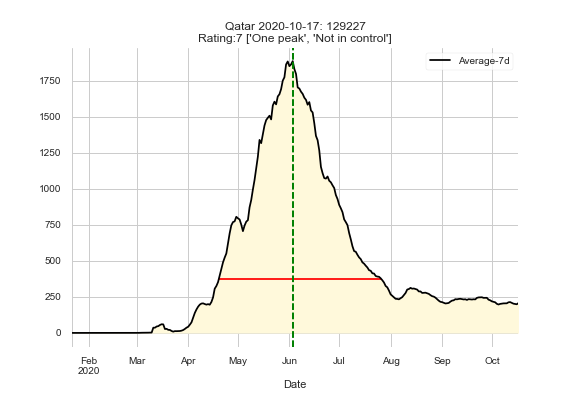 Qatar 2020-10-17: 129227
Rating:7 ['One peak', 'Not in control']
Average-7d
1750
1500
1250
1000
750
500
250
0
Feb
2020
Mar
Apr
May
Jun
Jul
Aug
Sep
Oct
Date